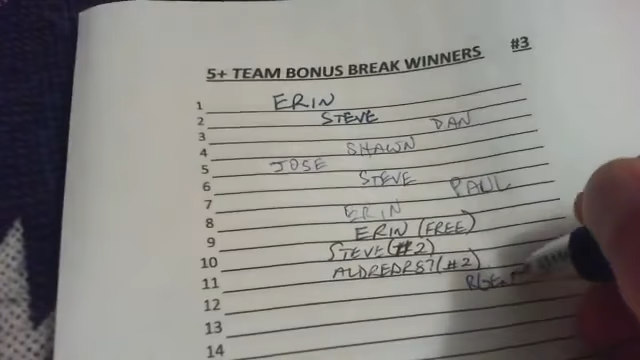 5+ TEAM BONUS BREAK WINNERS #3
1 ERIN
2 STEVE
3 DAN
4 SHAWN
5 JOSE
6 STEVE
7 PAUL
8 ERIN
9 ERIN (FREE)
10 STEVE (#2)
11 ALDREDRS7 (#2)
12
13
14